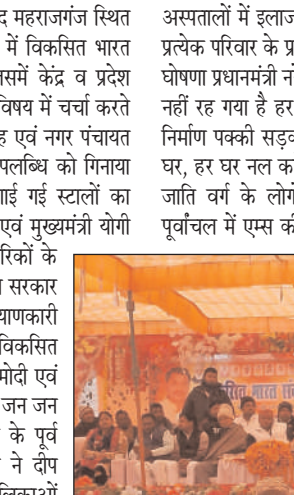 द महराजगंज स्थित
में विकसित भारत
समें केंद्र व प्रदेश
विषय में चर्चा करते
ह एवं नगर पंचायत
पलब्धि को गिनाया
गाई गई स्टालों का
एवं मुख्यमंत्री योगी
रिकों के
सरकार
याणकारी
विकसित
मोदी एवं
जन जन
के पूर्व
ने दीप
अस्पतालों में इलाज
प्रत्येक परिवार के प्र
घोषणा प्रधानमंत्री न
नहीं रह गया है हर
निर्माण पक्की सड़क
घर, हर घर नल क
जाति वर्ग के लोगे
पूर्वांचल में एम्स की